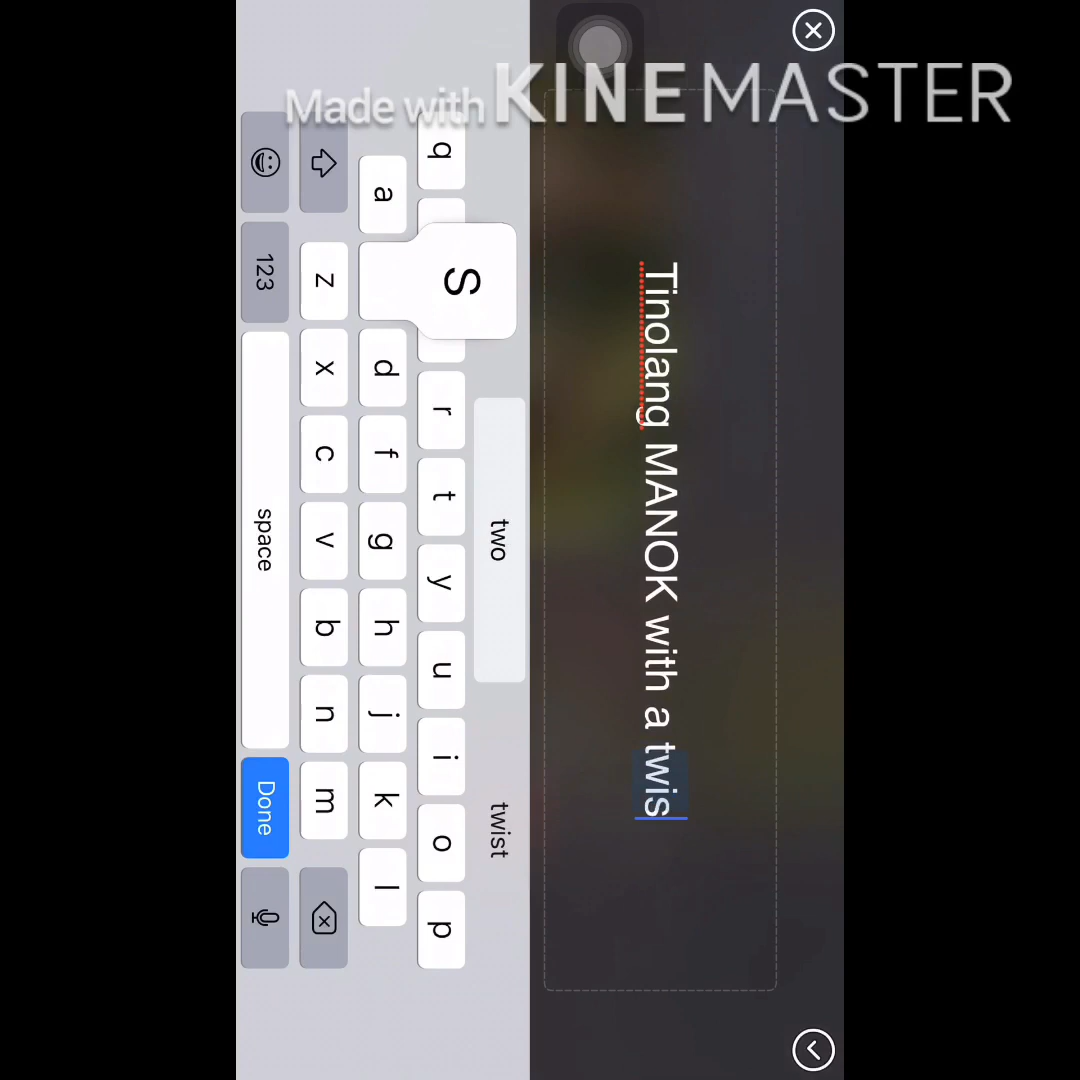 Made with KINEMASTER
Tinolang MANOK with a twis
two twist
S
q r t y u i o p
a d f g h j k l
z x c v b n m
123 space Done